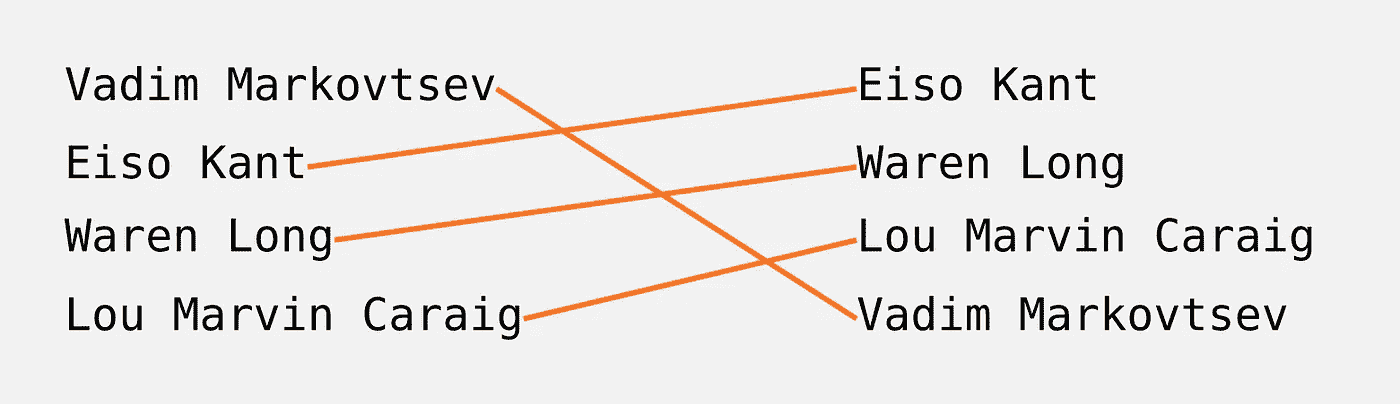 Vadim Markovtsev
Eiso Kant
Waren Long
Lou Marvin Caraig
Eiso Kant
Waren Long
Lou Marvin Caraig
Vadim Markovtsev